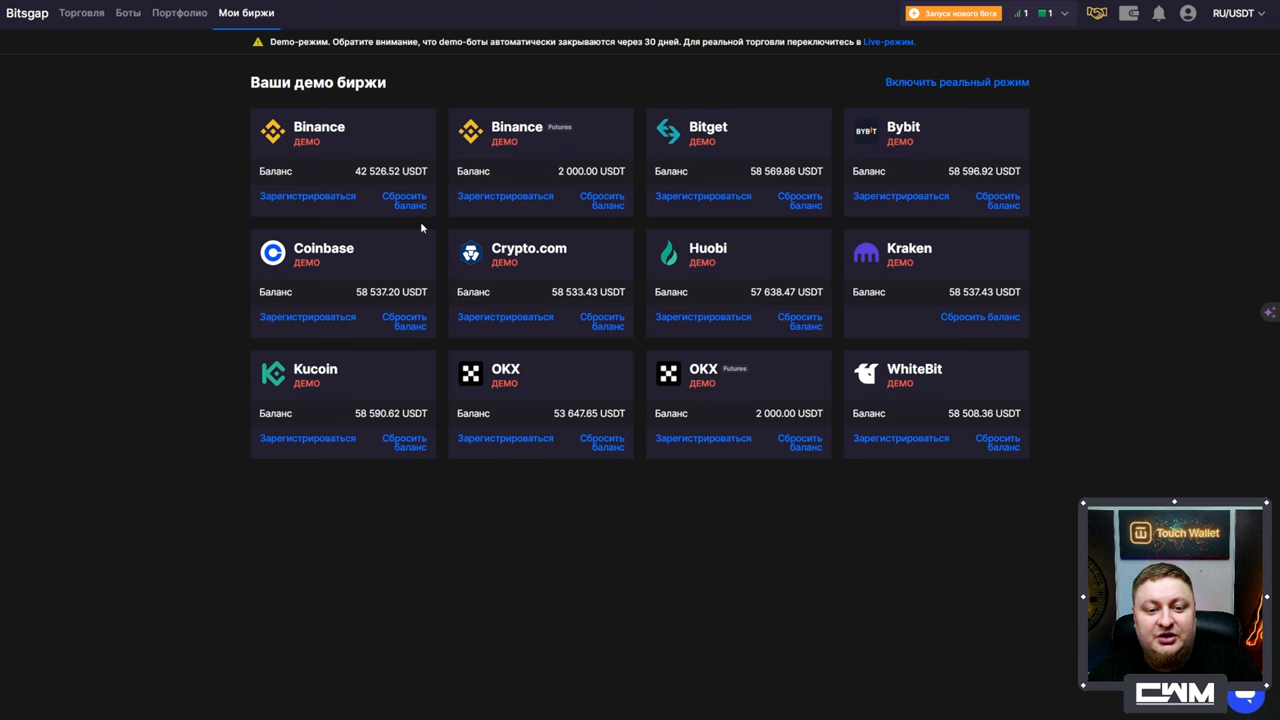 Bitsgap Торговля Боты Портфолио Мои биржи Запуск нового бота 1 1 RU/USDT
Demo-режим. Обратите внимание, что demo-боты автоматически закрываются через 30 дней. Для реальной торговли переключитесь в Live-режим.
Ваши демо биржи Включить реальный режим
Binance
ДЕМО
Баланс 42 526.52 USDT
Зарегистрироваться Сбросить
баланс
Binance Futures
ДЕМО
Баланс 2 000.00 USDT
Зарегистрироваться Сбросить
баланс
Bitget
ДЕМО
Баланс 58 569.86 USDT
Зарегистрироваться Сбросить
баланс
BYBIT Bybit
ДЕМО
Баланс 58 596.92 USDT
Зарегистрироваться Сбросить
баланс
Coinbase
ДЕМО
Баланс 58 537.20 USDT
Зарегистрироваться Сбросить
баланс
Crypto.com
ДЕМО
Баланс 58 533.43 USDT
Зарегистрироваться Сбросить
баланс
Huobi
ДЕМО
Баланс 57 638.47 USDT
Зарегистрироваться Сбросить
баланс
Kraken
ДЕМО
Баланс 58 537.43 USDT
Сбросить баланс
Kucoin
ДЕМО
Баланс 58 590.62 USDT
Зарегистрироваться Сбросить
баланс
OKX
ДЕМО
Баланс 53 647.65 USDT
Зарегистрироваться Сбросить
баланс
OKX Futures
ДЕМО
Баланс 2 000.00 USDT
Зарегистрироваться Сбросить
баланс
WhiteBit
ДЕМО
Баланс 58 508.36 USDT
Зарегистрироваться Сбросить
баланс
Touch Wallet
CWM